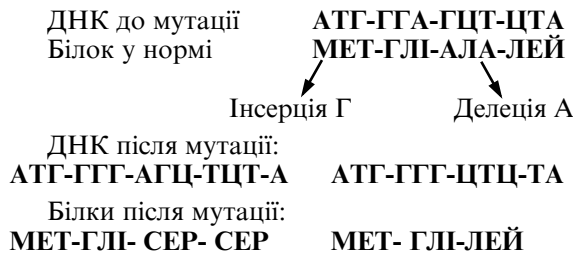 ДНК до мутації АТГ-ГГА-ГЦТ-ЦТА
Білок у нормі МЕТ-ГЛІ-АЛА-ЛЕЙ
Інсерція Г Делеція А
ДНК після мутації:
АТГ-ГГГ-АГЦ-ТЦТ-А АТГ-ГГГ-ЦТЦ-ТА
Білки після мутації:
МЕТ-ГЛІ- СЕР- СЕР МЕТ- ГЛІ-ЛЕЙ